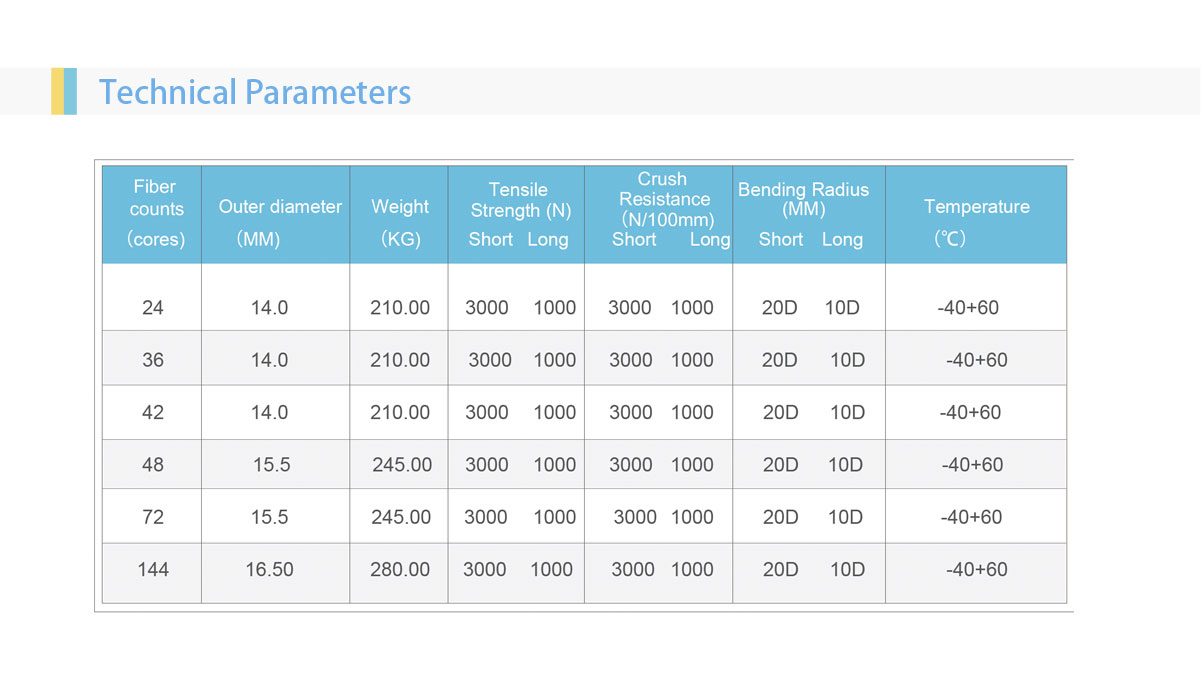 Technical Parameters
Fiber counts （cores） Outer diameter （MM) Weight （KG) Tensile Strength (N) Short Long Crush Resistance （N/100mm) Short Long Bending Radius (MM) Short Long Temperature （℃）
24 14.0 210.00 3000 1000 3000 1000 20D 10D -40+60
36 14.0 210.00 3000 1000 3000 1000 20D 10D -40+60
42 14.0 210.00 3000 1000 3000 1000 20D 10D -40+60
48 15.5 245.00 3000 1000 3000 1000 20D 10D -40+60
72 15.5 245.00 3000 1000 3000 1000 20D 10D -40+60
144 16.50 280.00 3000 1000 3000 1000 20D 10D -40+60